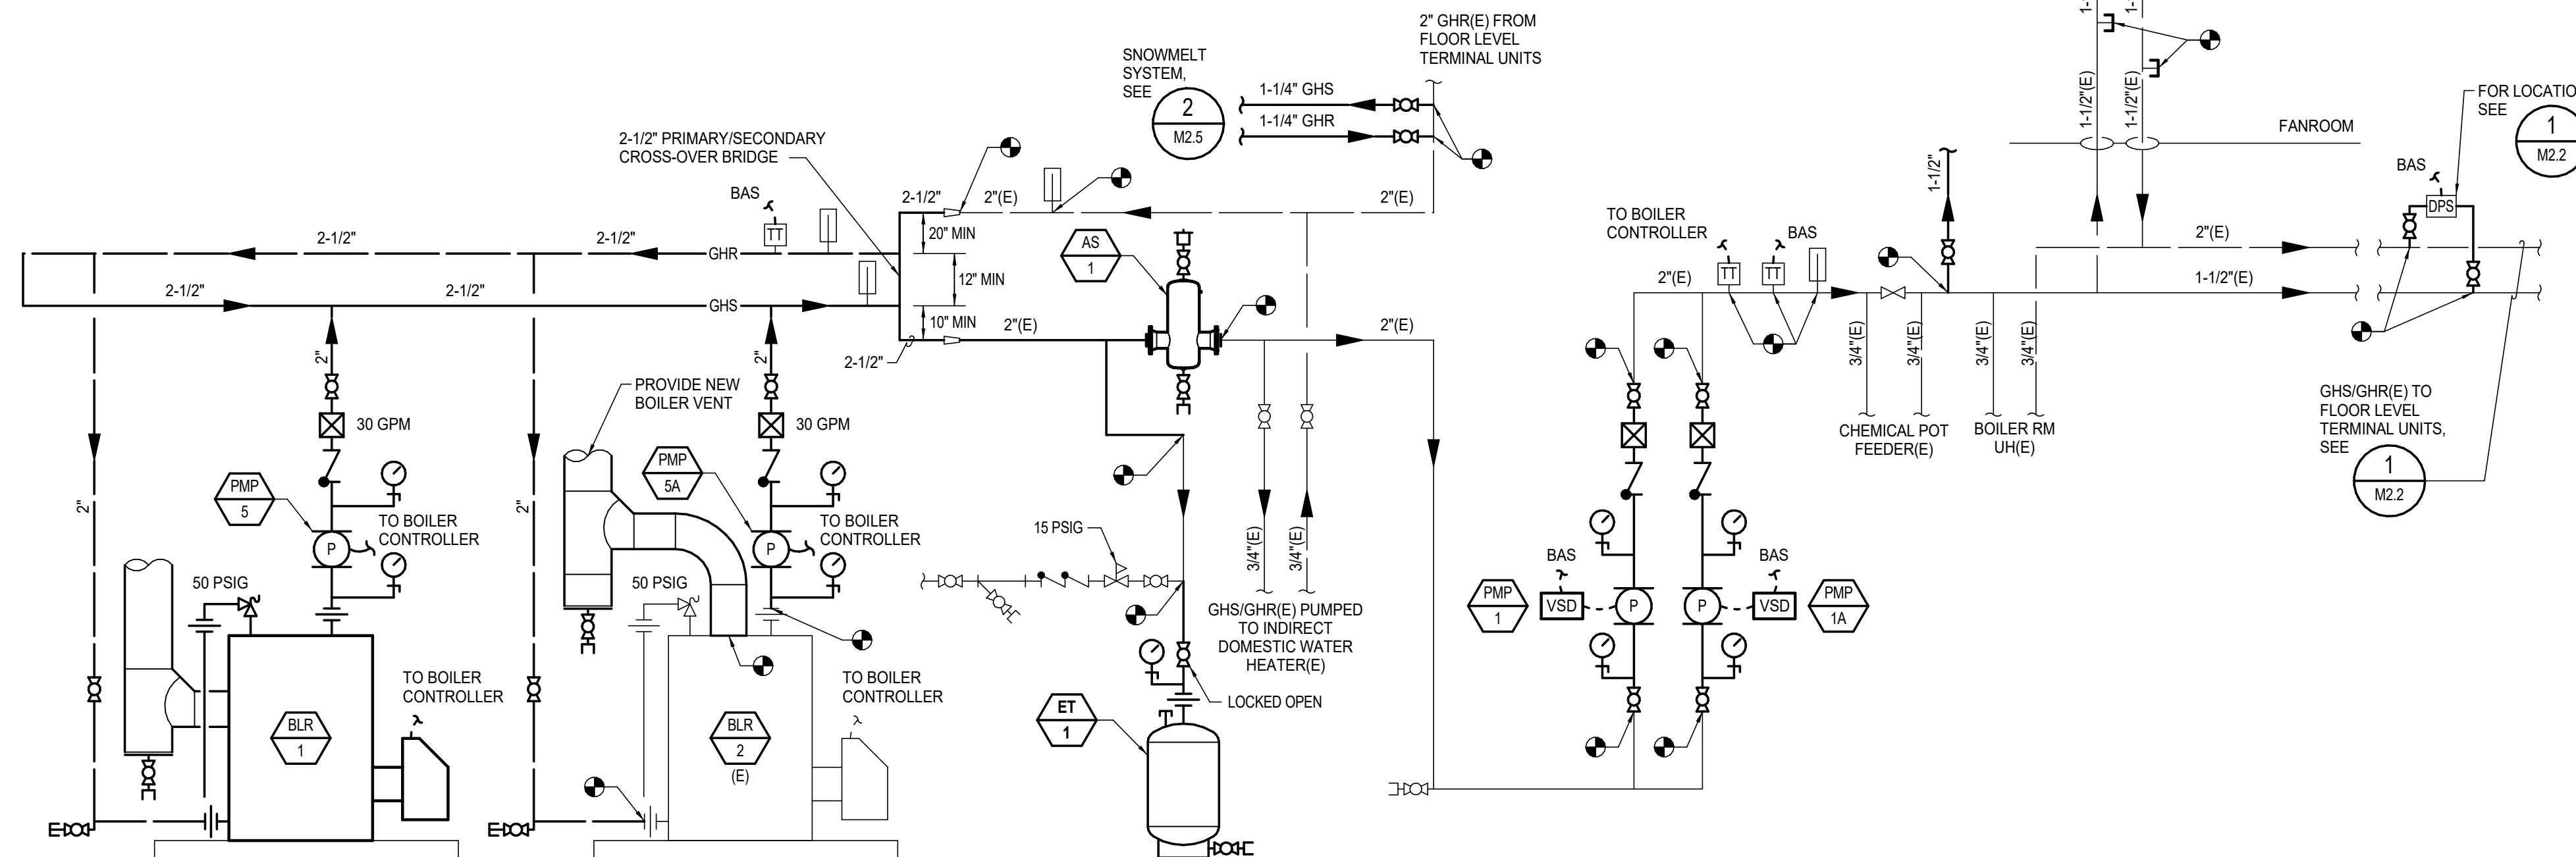 2" GHR(E) FROM
FLOOR LEVEL
TERMINAL UNITS
SNOWMELT
SYSTEM,
SEE
2
M2.5
1-1/4" GHS
1-1/4" GHR
2-1/2" PRIMARY/SECONDARY
CROSS-OVER BRIDGE
BAS
TT
2-1/2"
2-1/2"
GHR
2-1/2"
2-1/2"
GHS
2-1/2"
2"(E)
2"(E)
20" MIN
12" MIN
10" MIN
2"(E)
2-1/2"
AS
1
2"(E)
2"
2"
PROVIDE NEW
BOILER VENT
30 GPM
30 GPM
PMP
5
PMP
5A
P
P
TO BOILER
CONTROLLER
TO BOILER
CONTROLLER
2"
2"
50 PSIG
50 PSIG
BLR
1
BLR
2
(E)
TO BOILER
CONTROLLER
TO BOILER
CONTROLLER
15 PSIG
3/4"(E)
3/4"(E)
GHS/GHR(E) PUMPED
TO INDIRECT
DOMESTIC WATER
HEATER(E)
LOCKED OPEN
ET
1
TO BOILER
CONTROLLER
BAS
TT
TT
2"(E)
1-1/2"
1-1/2"(E)
1-1/2"(E)
FANROOM
2"(E)
1-1/2"(E)
BAS
DPS
SEE
1
M2.2
3/4"(E)
3/4"(E)
3/4"(E)
3/4"(E)
CHEMICAL POT
FEEDER(E)
BOILER RM
UH(E)
GHS/GHR(E) TO
FLOOR LEVEL
TERMINAL UNITS,
SEE
1
M2.2
BAS
BAS
PMP
1
VSD
P
P
VSD
PMP
1A